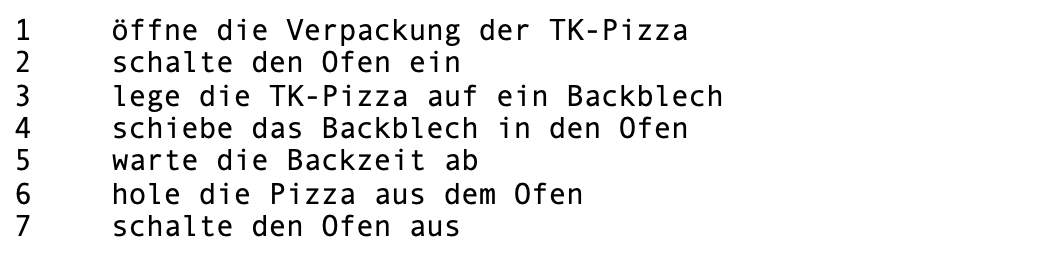 1 öffne die Verpackung der TK-Pizza
2 schalte den Ofen ein
3 lege die TK-Pizza auf ein Backblech
4 schiebe das Backblech in den Ofen
5 warte die Backzeit ab
6 hole die Pizza aus dem Ofen
7 schalte den Ofen aus